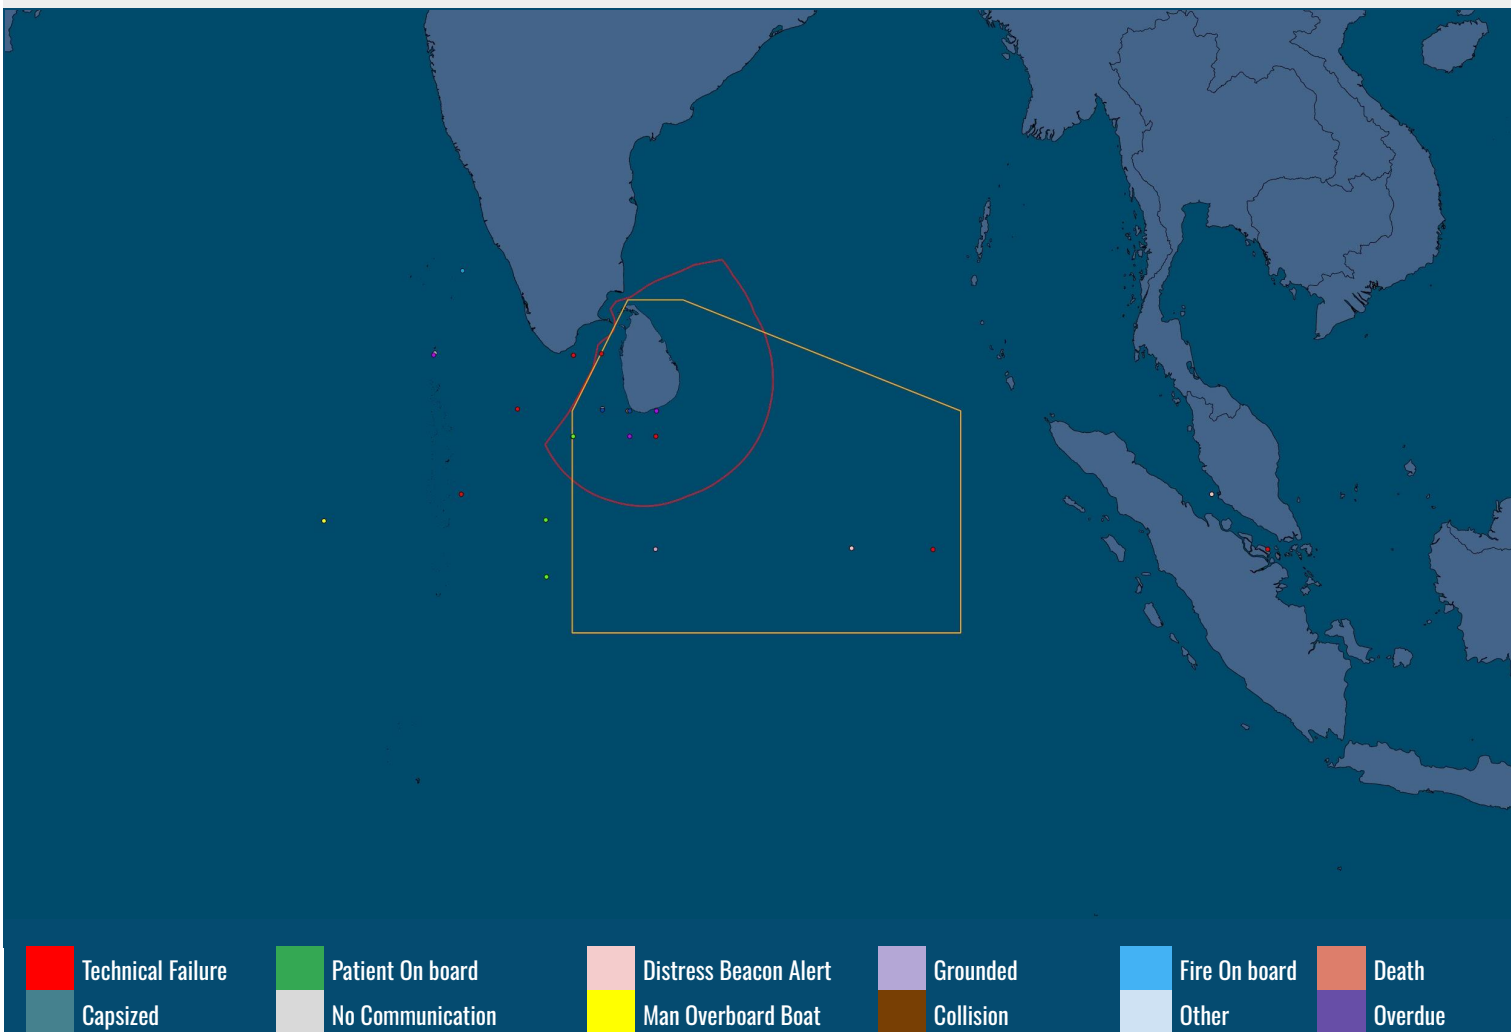 Technical Failure Patient On board Distress Beacon Alert Grounded Fire On board Death
Capsized No Communication Man Overboard Boat Collision Other Overdue